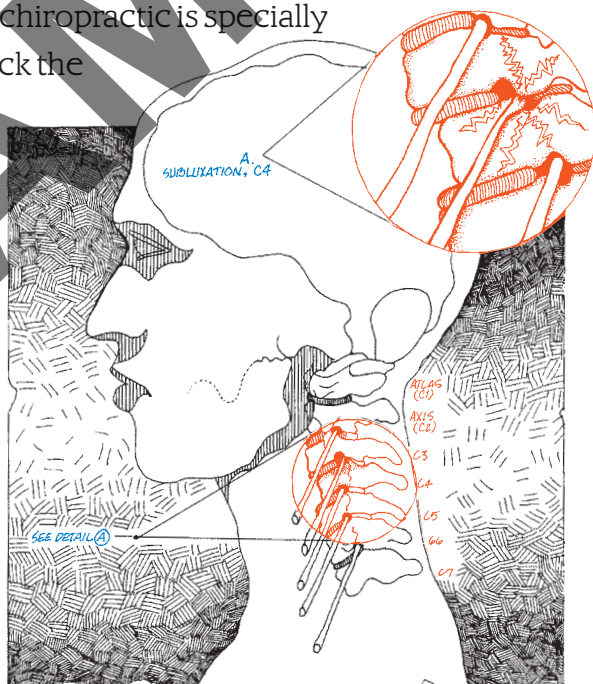 chiropractic is specially
ck the
A.
SUBLUXATION, C4
ATLAS
(C1)
AXIS
(C2)
C3
C4
C5
C6
C7
SEE DETAIL A